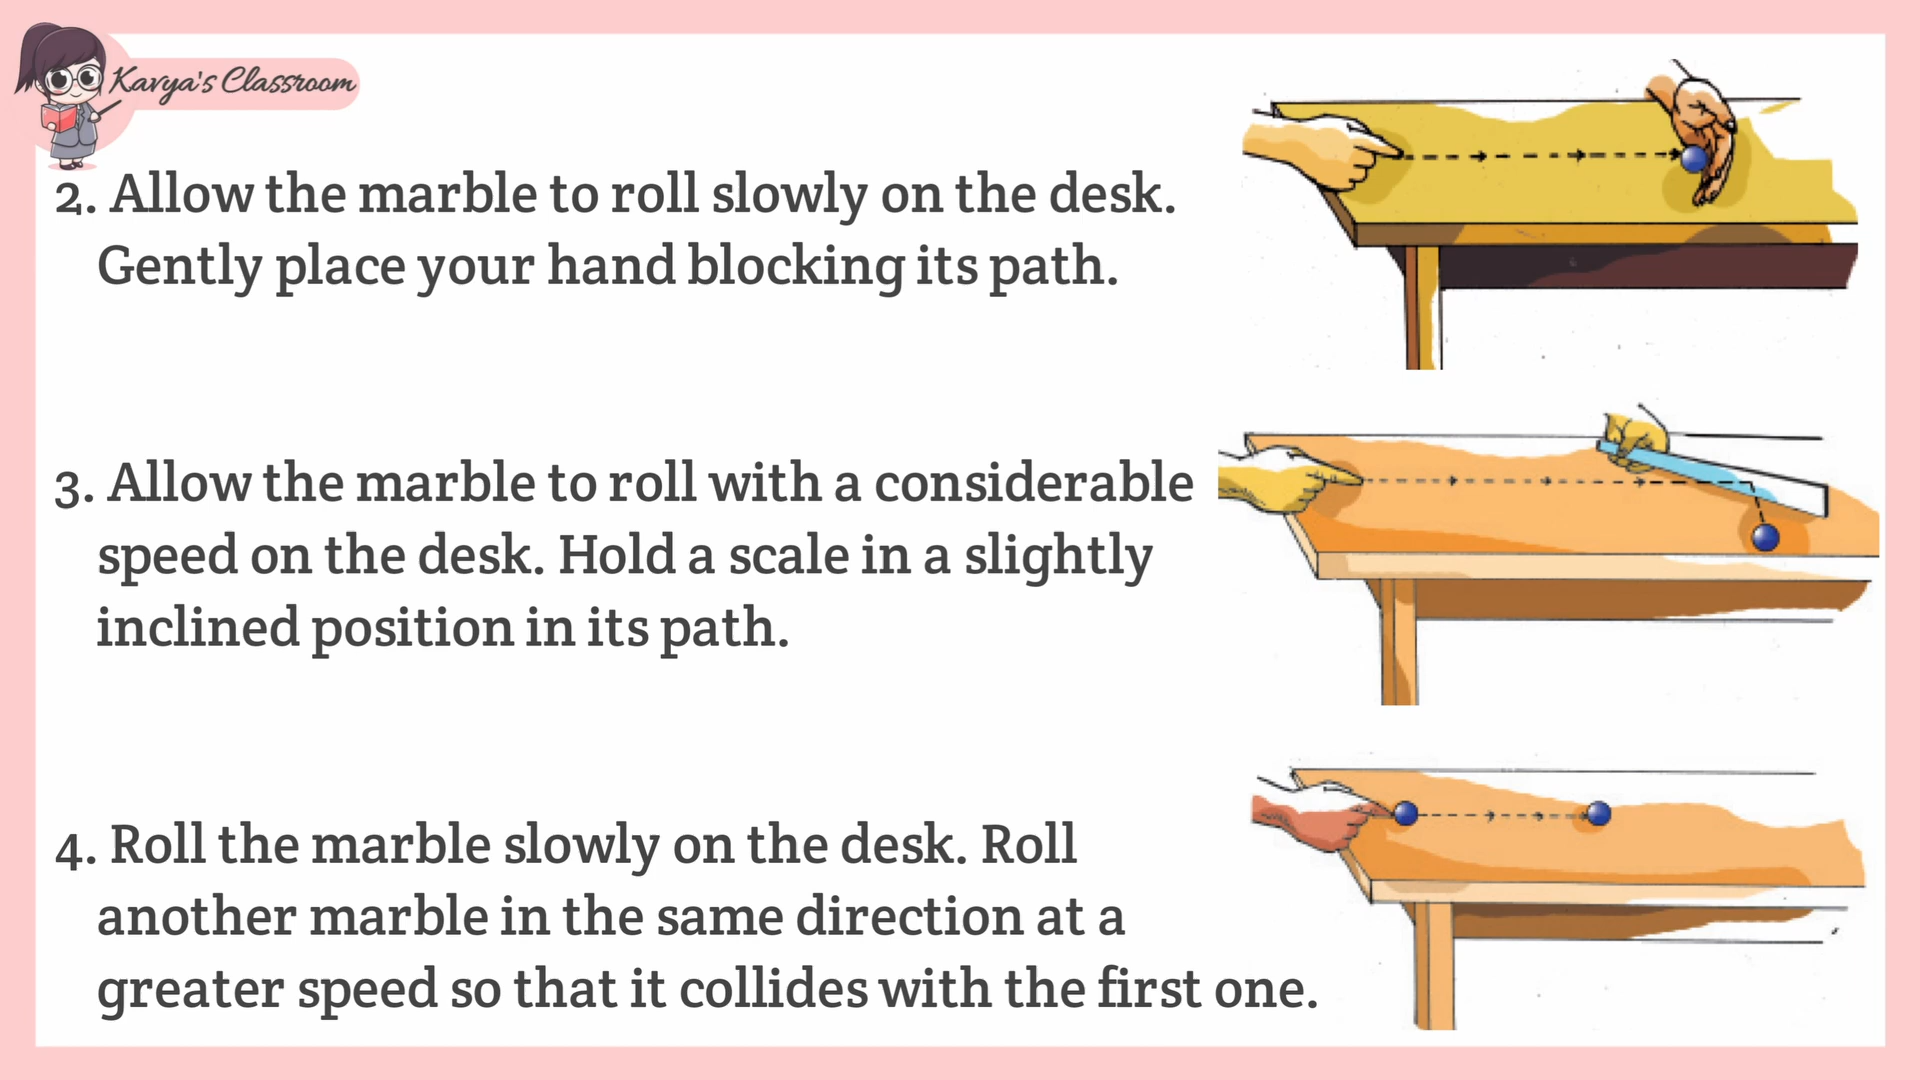 Kavya's Classroom
2. Allow the marble to roll slowly on the desk.
Gently place your hand blocking its path.
3. Allow the marble to roll with a considerable
speed on the desk. Hold a scale in a slightly
inclined position in its path.
4. Roll the marble slowly on the desk. Roll
another marble in the same direction at a
greater speed so that it collides with the first one.